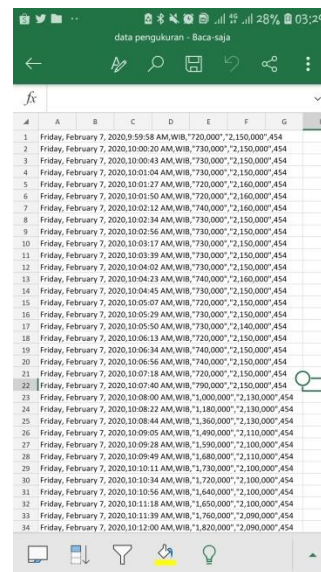 28% 03:29
data pengukuran - Baca-saja
fx
A B C D E F G
1 Friday, February 7, 2020,9:59:58 AM,WIB,"720,000","2,150,000",454
2 Friday, February 7, 2020,10:00:20 AM,WIB,"730,000","2,150,000",454
3 Friday, February 7, 2020,10:00:43 AM,WIB,"730,000","2,150,000",454
4 Friday, February 7, 2020,10:01:04 AM,WIB,"730,000","2,150,000",454
5 Friday, February 7, 2020,10:01:27 AM,WIB,"720,000","2,160,000",454
6 Friday, February 7, 2020,10:01:50 AM,WIB,"720,000","2,160,000",454
7 Friday, February 7, 2020,10:02:12 AM,WIB,"740,000","2,160,000",454
8 Friday, February 7, 2020,10:02:34 AM,WIB,"730,000","2,150,000",454
9 Friday, February 7, 2020,10:02:56 AM,WIB,"730,000","2,150,000",454
10 Friday, February 7, 2020,10:03:17 AM,WIB,"730,000","2,150,000",454
11 Friday, February 7, 2020,10:03:39 AM,WIB,"730,000","2,150,000",454
12 Friday, February 7, 2020,10:04:02 AM,WIB,"730,000","2,150,000",454
13 Friday, February 7, 2020,10:04:23 AM,WIB,"740,000","2,160,000",454
14 Friday, February 7, 2020,10:04:45 AM,WIB,"730,000","2,150,000",454
15 Friday, February 7, 2020,10:05:07 AM,WIB,"720,000","2,150,000",454
16 Friday, February 7, 2020,10:05:29 AM,WIB,"730,000","2,150,000",454
17 Friday, February 7, 2020,10:05:50 AM,WIB,"730,000","2,140,000",454
18 Friday, February 7, 2020,10:06:13 AM,WIB,"720,000","2,150,000",454
19 Friday, February 7, 2020,10:06:34 AM,WIB,"740,000","2,150,000",454
20 Friday, February 7, 2020,10:06:56 AM,WIB,"740,000","2,150,000",454
21 Friday, February 7, 2020,10:07:18 AM,WIB,"720,000","2,150,000",454
22 Friday, February 7, 2020,10:07:40 AM,WIB,"790,000","2,150,000",454
23 Friday, February 7, 2020,10:08:00 AM,WIB,"1,000,000","2,130,000",454
24 Friday, February 7, 2020,10:08:22 AM,WIB,"1,180,000","2,130,000",454
25 Friday, February 7, 2020,10:08:44 AM,WIB,"1,360,000","2,130,000",454
26 Friday, February 7, 2020,10:09:05 AM,WIB,"1,490,000","2,110,000",454
27 Friday, February 7, 2020,10:09:28 AM,WIB,"1,590,000","2,100,000",454
28 Friday, February 7, 2020,10:09:49 AM,WIB,"1,680,000","2,110,000",454
29 Friday, February 7, 2020,10:10:11 AM,WIB,"1,730,000","2,100,000",454
30 Friday, February 7, 2020,10:10:34 AM,WIB,"1,720,000","2,100,000",454
31 Friday, February 7, 2020,10:10:56 AM,WIB,"1,640,000","2,100,000",454
32 Friday, February 7, 2020,10:11:18 AM,WIB,"1,650,000","2,100,000",454
33 Friday, February 7, 2020,10:11:39 AM,WIB,"1,760,000","2,090,000",454
34 Friday, February 7, 2020,10:12:00 AM,WIB,"1,820,000","2,090,000",454